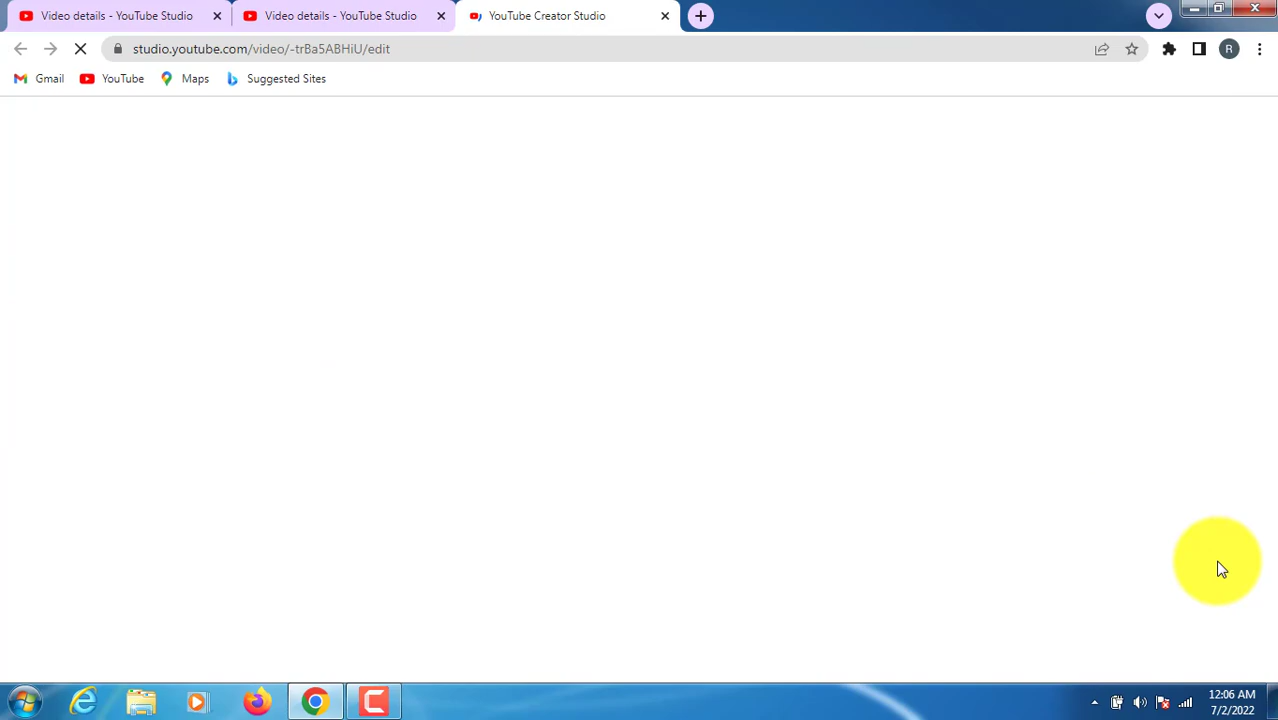 Video details - YouTube Studio
Video details - YouTube Studio
YouTube Creator Studio
studio.youtube.com/video/-trBa5ABHiU/edit
R
Gmail
YouTube
Maps
Suggested Sites
12:06 AM
7/2/2022